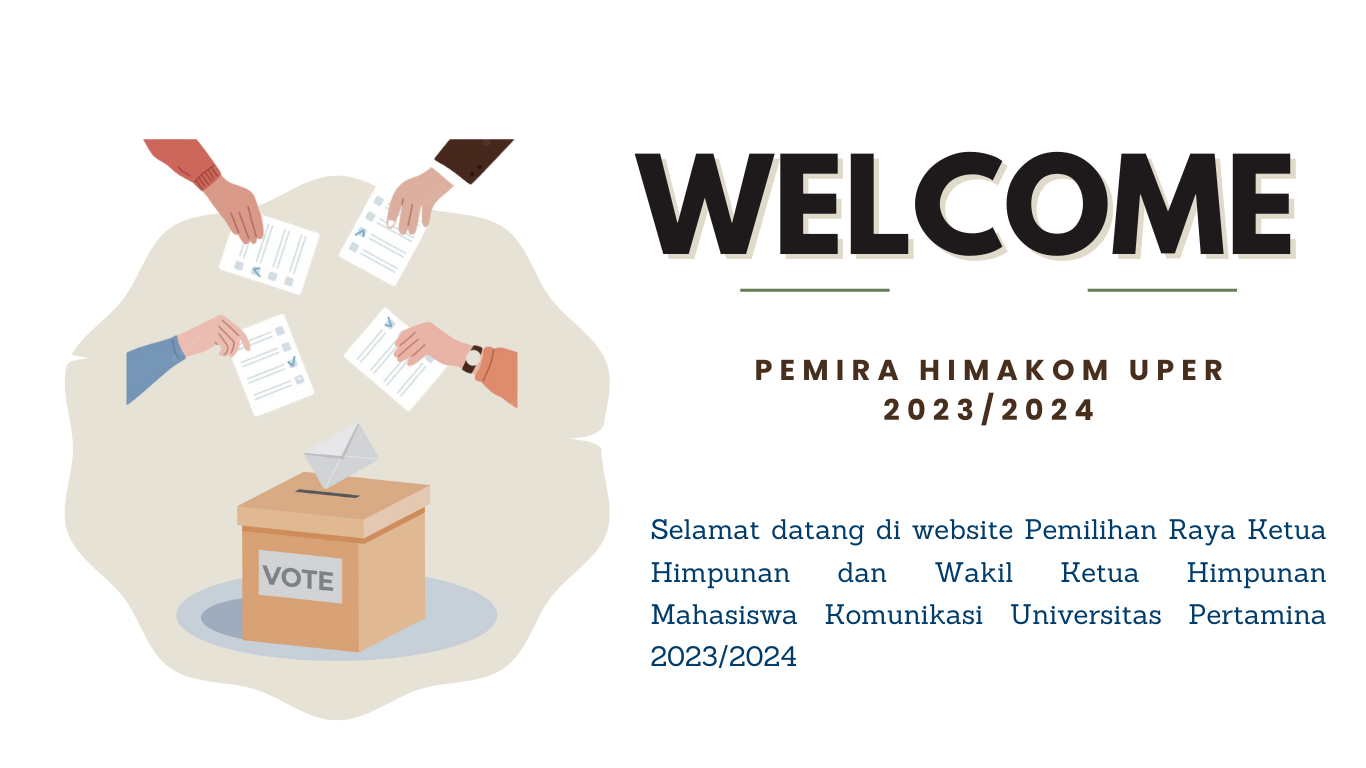 WELCOME
PEMIRA HIMAKOM UPER
2023/2024
Selamat datang di website Pemilihan Raya Ketua
Himpunan dan Wakil Ketua Himpunan
Mahasiswa Komunikasi Universitas Pertamina
2023/2024
VOTE